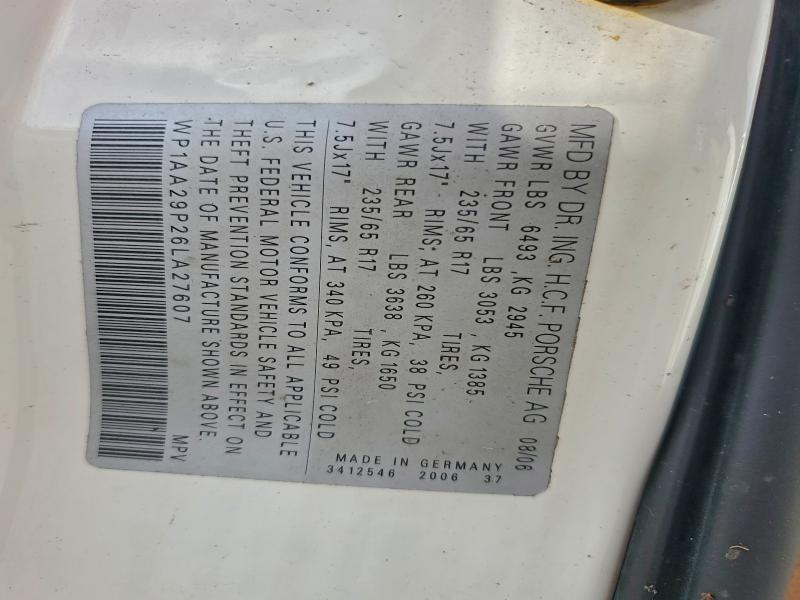 MFD BY DR. ING. H.C.F. PORSCHE AG 08/06
GVWR LBS 6493 ,KG 2945
GAWR FRONT LBS 3053 ,KG 1385
WITH 235/65 R17 TIRES,
7.5Jx17" RIMS, AT 260 KPA, 38 PSI COLD
GAWR REAR LBS 3638 , KG 1650
WITH 235/65 R17 TIRES,
7.5Jx17" RIMS, AT 340 KPA, 49 PSI COLD
MADE IN GERMANY
3412546 2006 37
THIS VEHICLE CONFORMS TO ALL APPLICABLE
U.S. FEDERAL MOTOR VEHICLE SAFETY AND
THEFT PREVENTION STANDARDS IN EFFECT ON
THE DATE OF MANUFACTURE SHOWN ABOVE.
WP1AA29P26LA27607 MPV